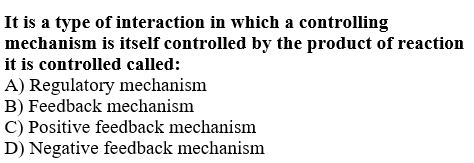 It is a type of interaction in which a controlling
mechanism is itself controlled by the product of reaction
it is controlled called:
A) Regulatory mechanism
B) Feedback mechanism
C) Positive feedback mechanism
D) Negative feedback mechanism